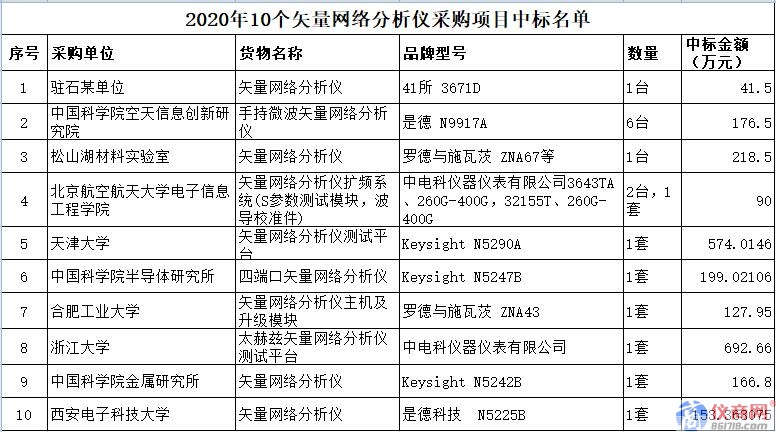 2020年10个矢量网络分析仪采购项目中标名单
序号 采购单位 货物名称 品牌型号 数量 中标金额（万元）
1 驻石某单位 矢量网络分析仪 41所 3671D 1台 41.5
2 中国科学院空天信息创新研究院 手持微波矢量网络分析仪 是德 N9917A 6台 176.5
3 松山湖材料实验室 矢量网络分析仪 罗德与施瓦茨 ZNA67等 1台 218.5
4 北京航空航天大学电子信息工程学院 矢量网络分析仪扩频系统(S参数测试模块，波导校准件) 中电科仪器仪表有限公司3643TA、260G-400G，32155T、260G-400G 2台，1套 90
5 天津大学 矢量网络分析仪测试平台 Keysight N5290A 1套 574.0146
6 中国科学院半导体研究所 四端口矢量网络分析仪 Keysight N5247B 1套 199.02106
7 合肥工业大学 矢量网络分析仪主机及升级模块 罗德与施瓦茨 ZNA43 1套 127.95
8 浙江大学 太赫兹矢量网络分析仪测试平台 中电科仪器仪表有限公司 1套 692.66
9 中国科学院金属研究所 矢量网络分析仪 Keysight N5242B 1套 166.8
10 西安电子科技大学 矢量网络分析仪 是德科技 N5225B 1套 153.363075
仪商网
861718.com